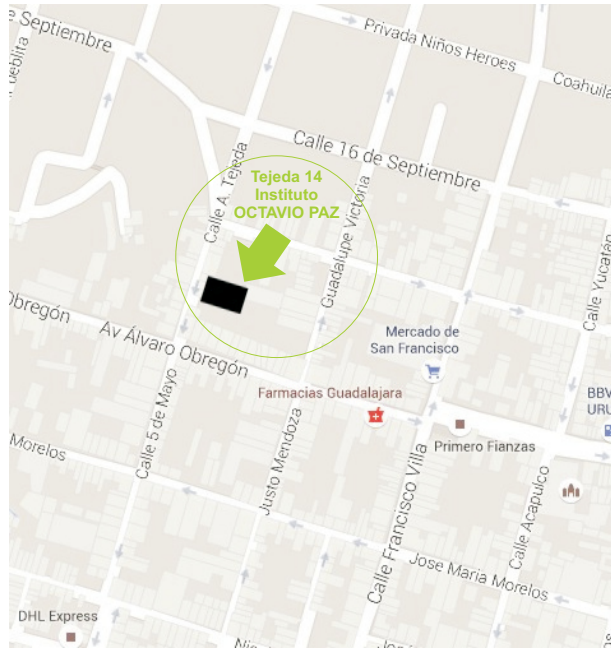 e Septiembre
Privada Niños Heroes
Coahuila
Calle 16 de Septiembre
Tejeda 14
Instituto
OCTAVIO PAZ
Calle A. Tejeda
Guadalupe Victoria
Calle Yucatán
Obregón
Av Álvaro Obregón
Mercado de
San Francisco
Farmacias Guadalajara
BBV
URU
Primero Fianzas
Calle 5 de Mayo
Justo Mendoza
Morelos
Calle Francisco Villa
Calle Acapulco
Jose Maria Morelos
DHL Express